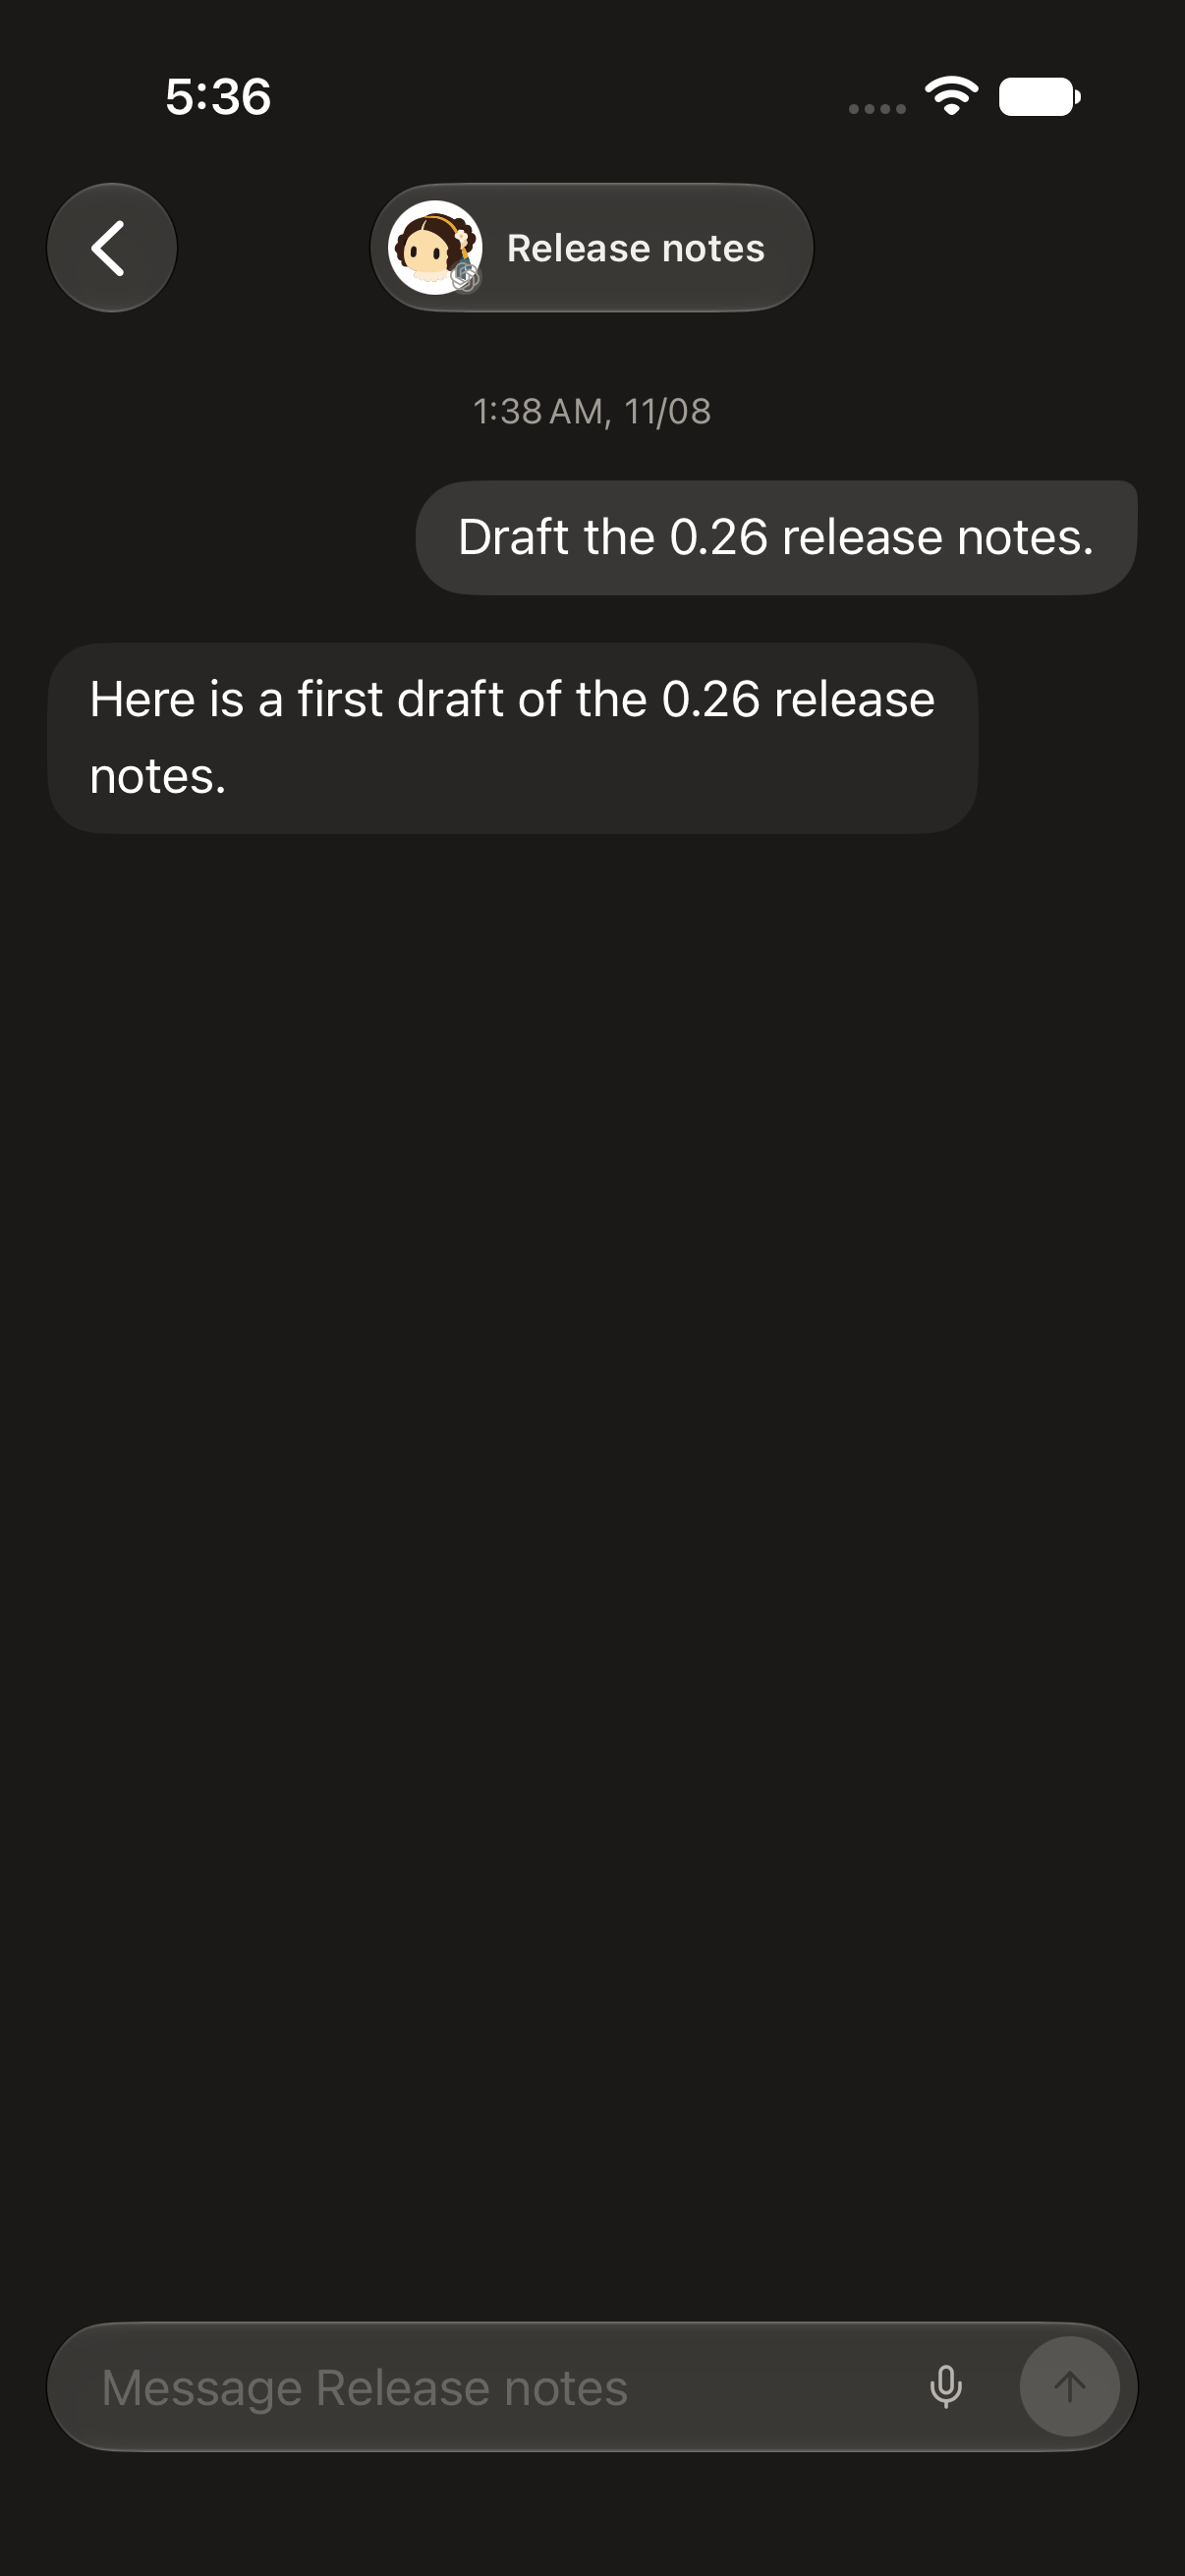 5:36
Release notes
1:38 AM, 11/08
Draft the 0.26 release notes.
Here is a first draft of the 0.26 release
notes.
Message Release notes